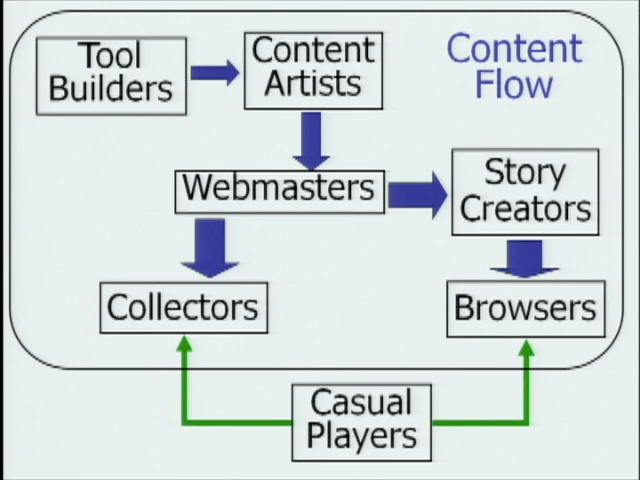 Tool
Builders
Content
Artists
Content
Flow
Webmasters
Story
Creators
Collectors
Browsers
Casual
Players